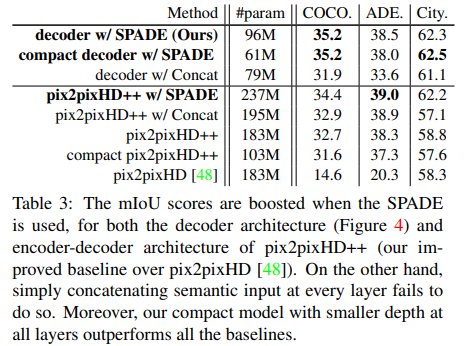 Method #param COCO. ADE. City.
decoder w/ SPADE (Ours) 96M 35.2 38.5 62.3
compact decoder w/ SPADE 61M 35.2 38.0 62.5
decoder w/ Concat 79M 31.9 33.6 61.1
pix2pixHD++ w/ SPADE 237M 34.4 39.0 62.2
pix2pixHD++ w/ Concat 195M 32.9 38.9 57.1
pix2pixHD++ 183M 32.7 38.3 58.8
compact pix2pixHD++ 103M 31.6 37.3 57.6
pix2pixHD [48] 183M 14.6 20.3 58.3
Table 3: The mIoU scores are boosted when the SPADE
is used, for both the decoder architecture (Figure 4) and
encoder-decoder architecture of pix2pixHD++ (our im-
proved baseline over pix2pixHD [48]). On the other hand,
simply concatenating semantic input at every layer fails to
do so. Moreover, our compact model with smaller depth at
all layers outperforms all the baselines.